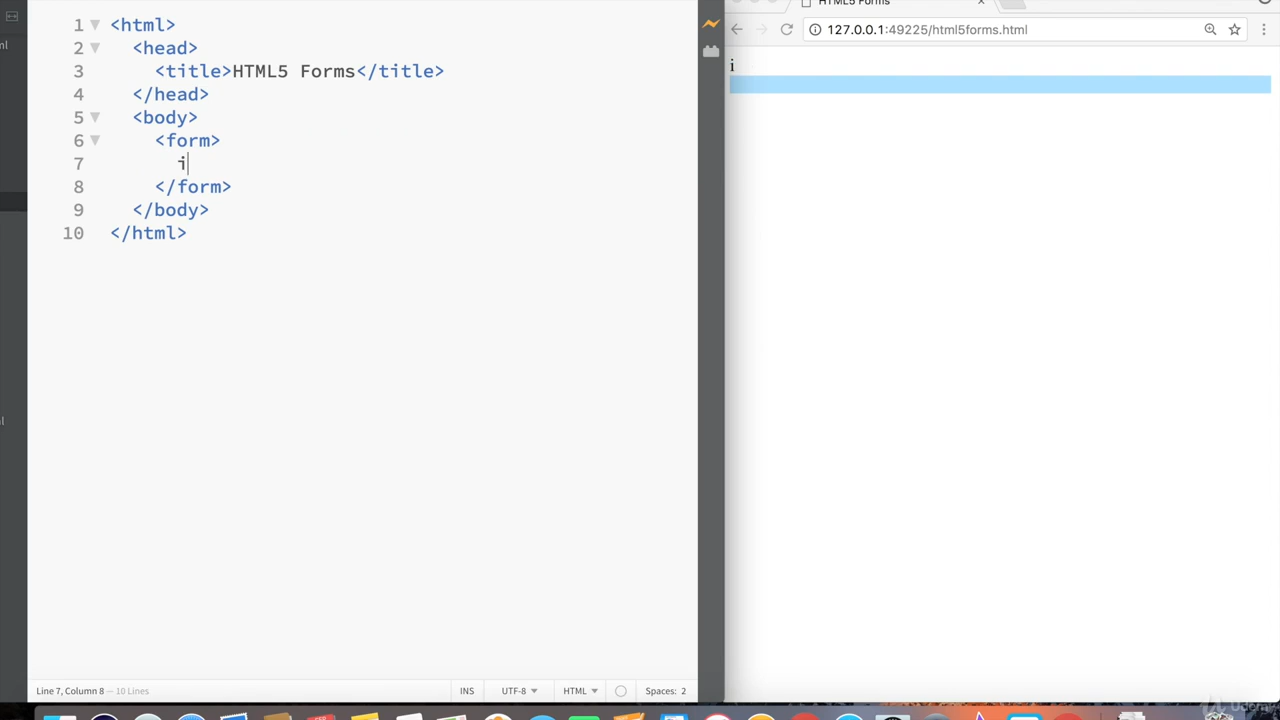 HTML5 Forms
127.0.0.1:49225/html5forms.html
1 <html>
2 <head>
3 <title>HTML5 Forms</title>
4 </head>
5 <body>
6 <form>
7 i
8 </form>
9 </body>
10 </html>
i
Line 7, Column 8 — 10 Lines
INS
UTF-8
HTML
Spaces: 2
Udemy